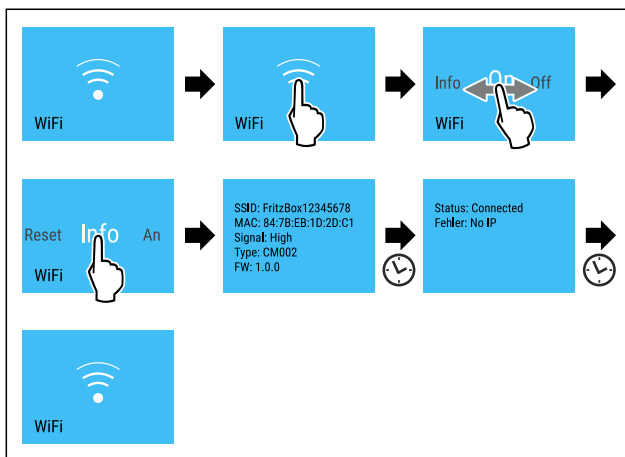 WiFi
WiFi
Info On Off
WiFi
Reset Info An
WiFi
SSID: FritzBox12345678
MAC: 84:7B:EB:1D:2D:C1
Signal: High
Type: CM002
FW: 1.0.0
Status: Connected
Fehler: No IP
WiFi